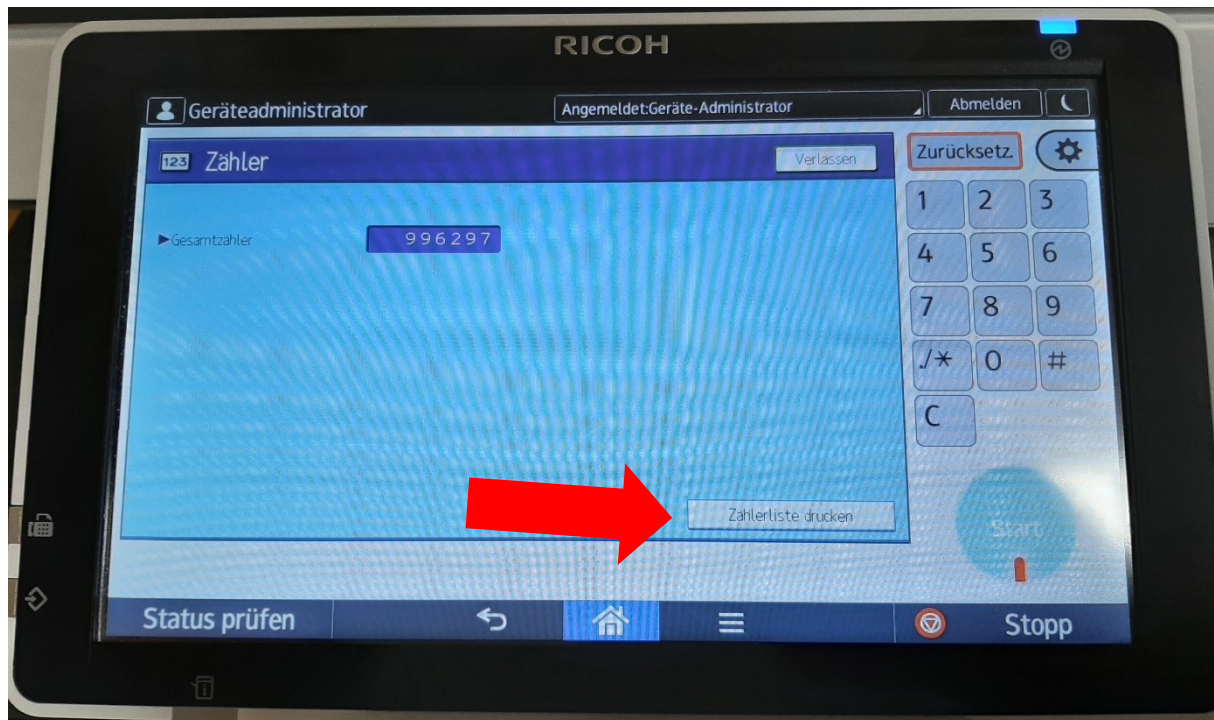 RICOH
Geräteadministrator
Angemeldet:Geräte-Administrator
Abmelden
123 Zähler
Verlassen
Zurücksetz.
▶Gesamtzähler
996297
1 2 3
4 5 6
7 8 9
./* 0 #
C
Zählerliste drucken
Start
Status prüfen
Stopp